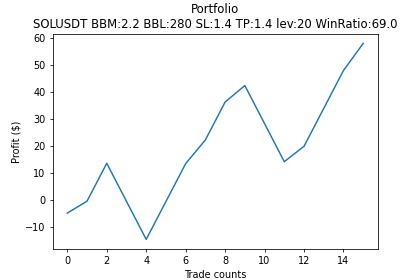 Portfolio
SOLUSDT BBM:2.2 BBL:280 SL:1.4 TP:1.4 lev:20 WinRatio:69.0
60
50
40
30
20
10
0
−10
Profit ($)
0 2 4 6 8 10 12 14
Trade counts